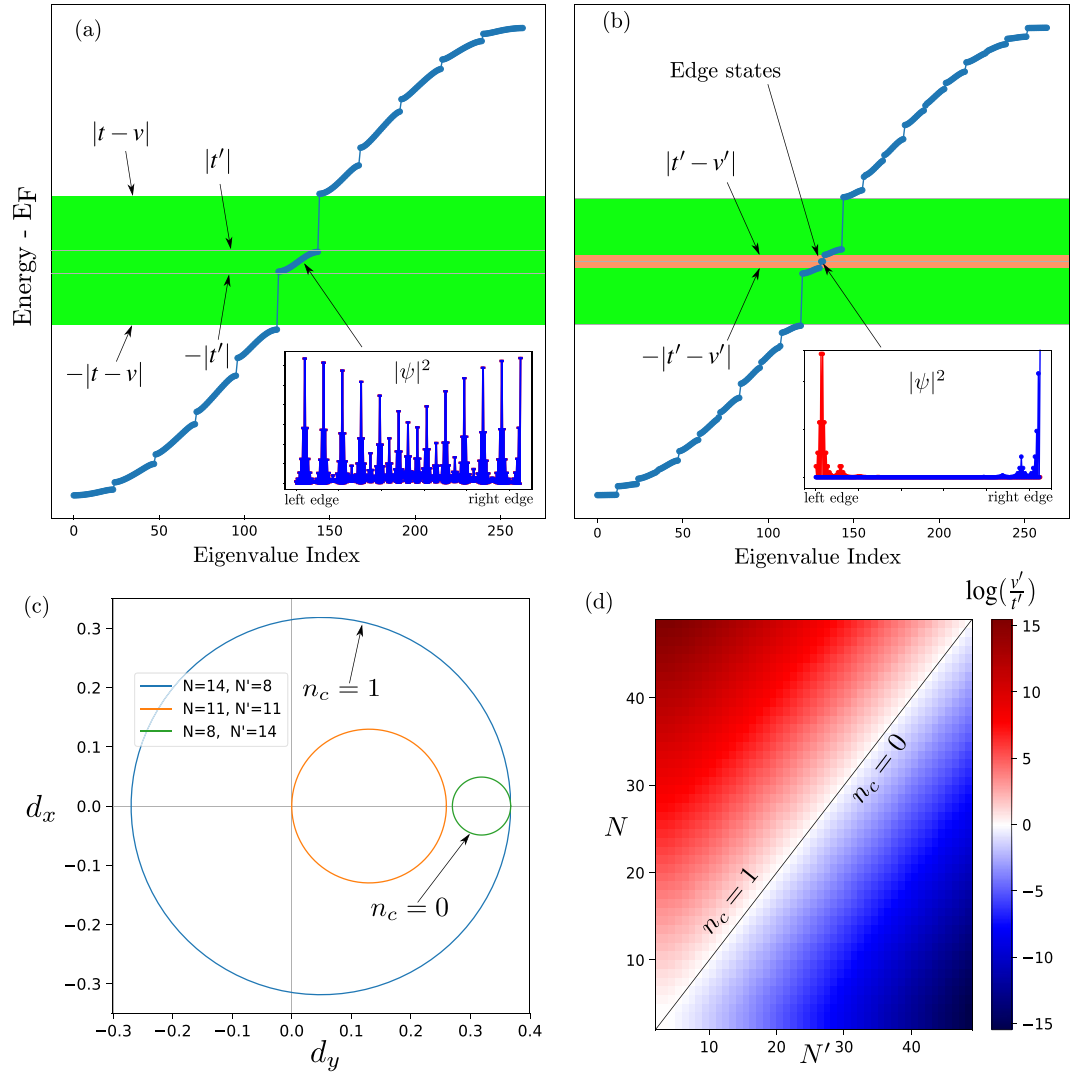 (a)
|t − v|
|t′|
−|t − v|
−|t′|
|ψ|²
left edge
right edge
0
50
100
150
200
250
Eigenvalue Index
Energy - E_F
(b)
Edge states
|t′ − v′|
−|t′ − v′|
|ψ|²
left edge
right edge
0
50
100
150
200
250
Eigenvalue Index
(c)
0.3
0.2
0.1
0.0
−0.1
−0.2
−0.3
d_x
n_c = 1
N=14, N'=8
N=11, N'=11
N=8, N'=14
n_c = 0
−0.3
−0.2
−0.1
0.0
0.1
0.2
0.3
0.4
d_y
(d)
log(v′/t′)
40
30
20
10
N
n_c = 0
n_c = 1
10
20
30
40
N′
15
10
5
0
−5
−10
−15